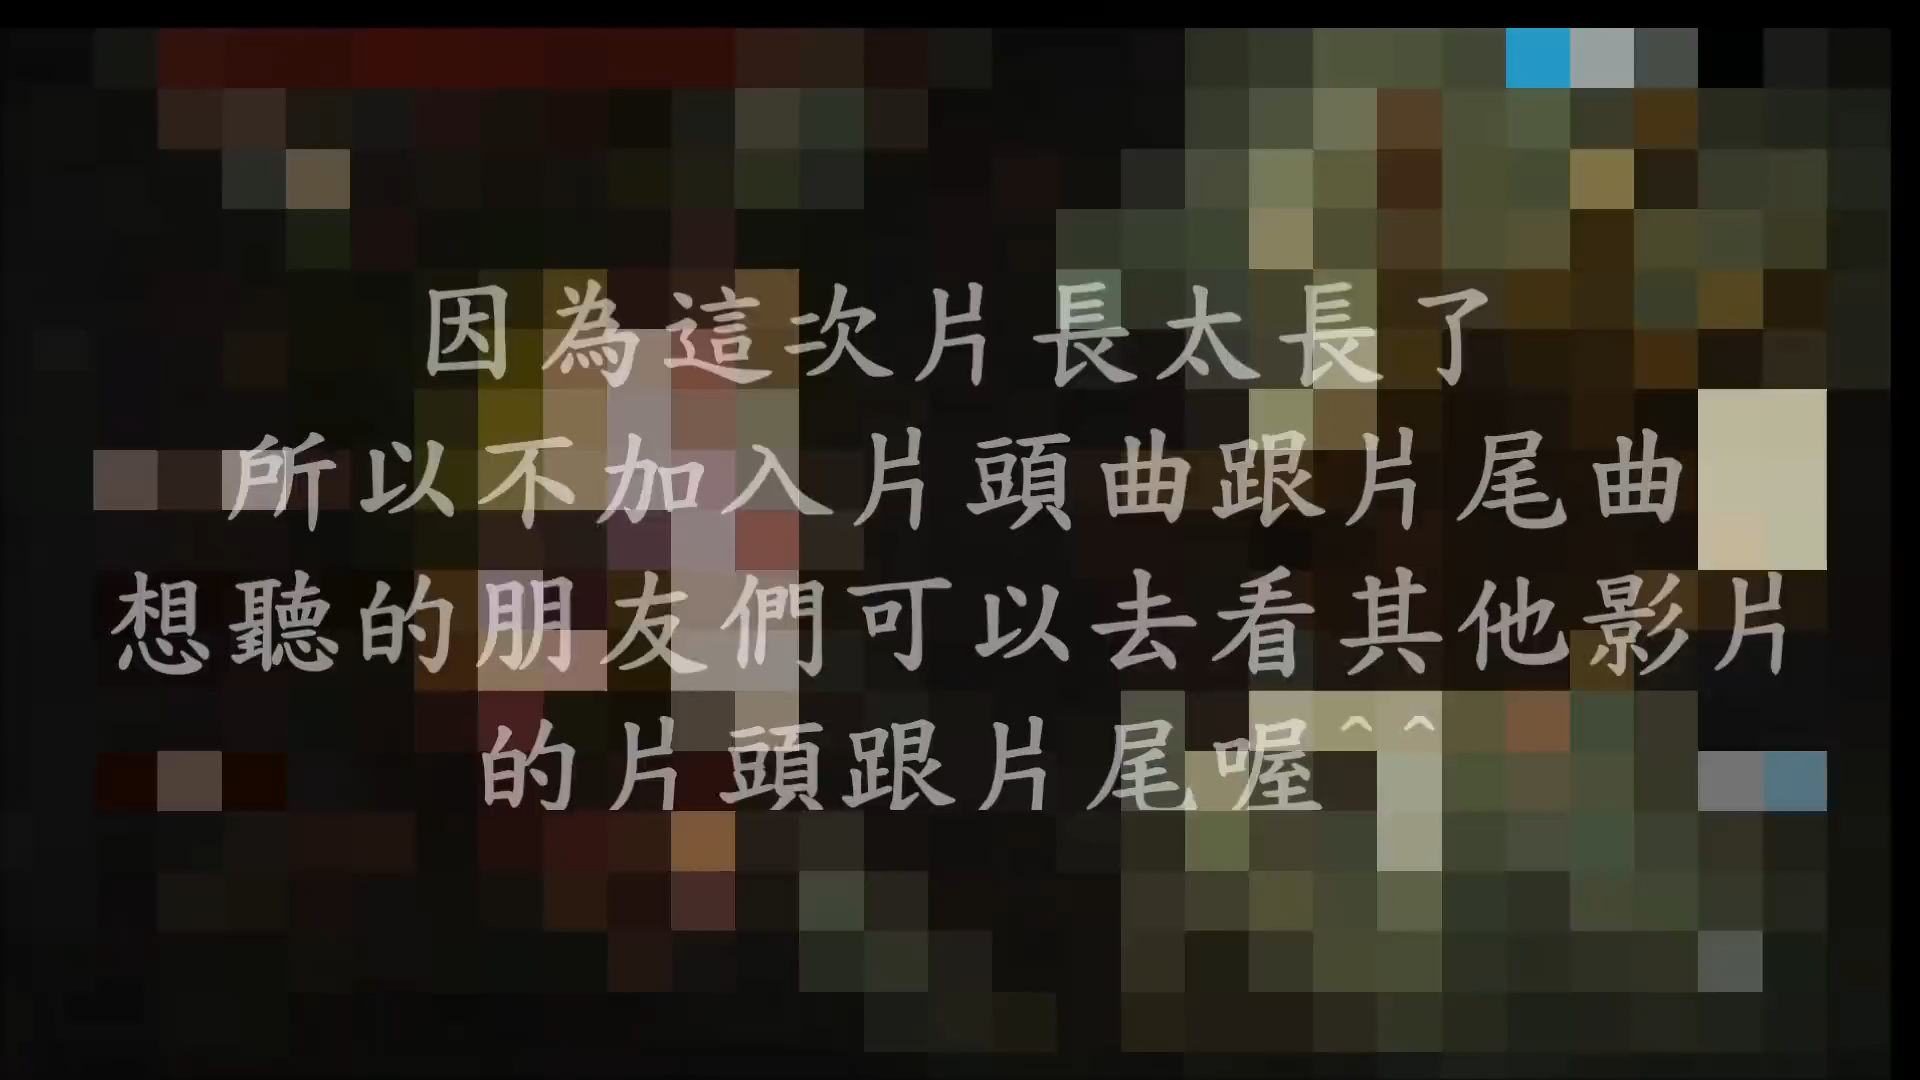 因為這次片長太長了
所以不加入片頭曲跟片尾曲
想聽的朋友們可以去看其他影片
的片頭跟片尾喔^^